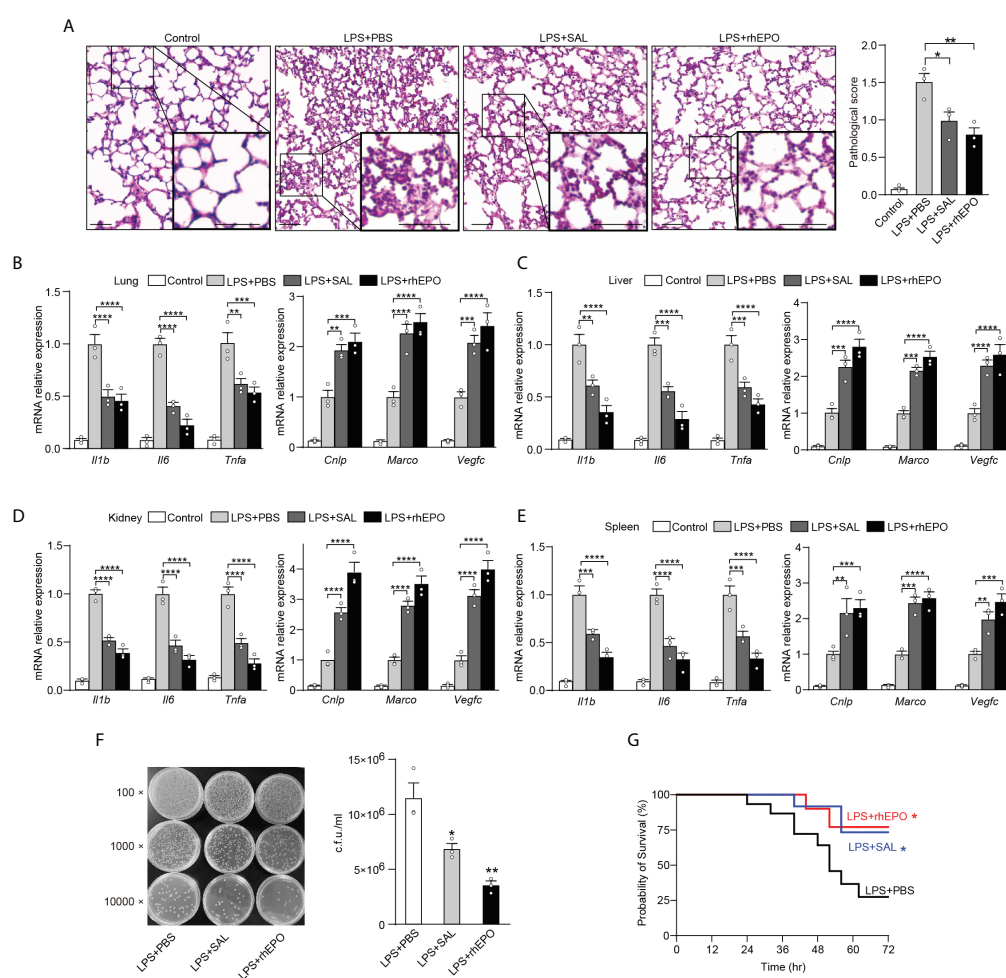 A
Control
LPS+PBS
LPS+SAL
LPS+rhEPO
Pathological score
2.0
1.5
1.0
0.5
0.0
**
*
Control
LPS+PBS
LPS+SAL
LPS+rhEPO
B
Lung
Control
LPS+PBS
LPS+SAL
LPS+rhEPO
mRNA relative expression
1.5
1.0
0.5
0.0
****
****
****
****
***
**
Il1b
Il6
Tnfa
mRNA relative expression
3
2
1
0
***
**
****
****
****
***
Cnlp
Marco
Vegfc
C
Liver
Control
LPS+PBS
LPS+SAL
LPS+rhEPO
mRNA relative expression
1.5
1.0
0.5
0.0
****
**
****
***
****
***
Il1b
Il6
Tnfa
mRNA relative expression
4
3
2
1
0
****
***
****
***
****
****
Cnlp
Marco
Vegfc
D
Kidney
Control
LPS+PBS
LPS+SAL
LPS+rhEPO
mRNA relative expression
1.5
1.0
0.5
0.0
****
****
****
****
****
****
Il1b
Il6
Tnfa
mRNA relative expression
5
4
3
2
1
0
****
****
****
****
****
****
Cnlp
Marco
Vegfc
E
Spleen
Control
LPS+PBS
LPS+SAL
LPS+rhEPO
mRNA relative expression
1.5
1.0
0.5
0.0
****
***
****
****
****
***
Il1b
Il6
Tnfa
mRNA relative expression
4
3
2
1
0
***
**
****
***
***
**
Cnlp
Marco
Vegfc
F
100 ×
1000 ×
10000 ×
LPS+PBS
LPS+SAL
LPS+rhEPO
c.f.u./ml
15×10⁶
10×10⁶
5×10⁶
0
*
**
LPS+PBS
LPS+SAL
LPS+rhEPO
G
Probability of Survival (%)
100
75
50
25
0
LPS+rhEPO *
LPS+SAL *
LPS+PBS
0 12 24 36 48 60 72
Time (hr)